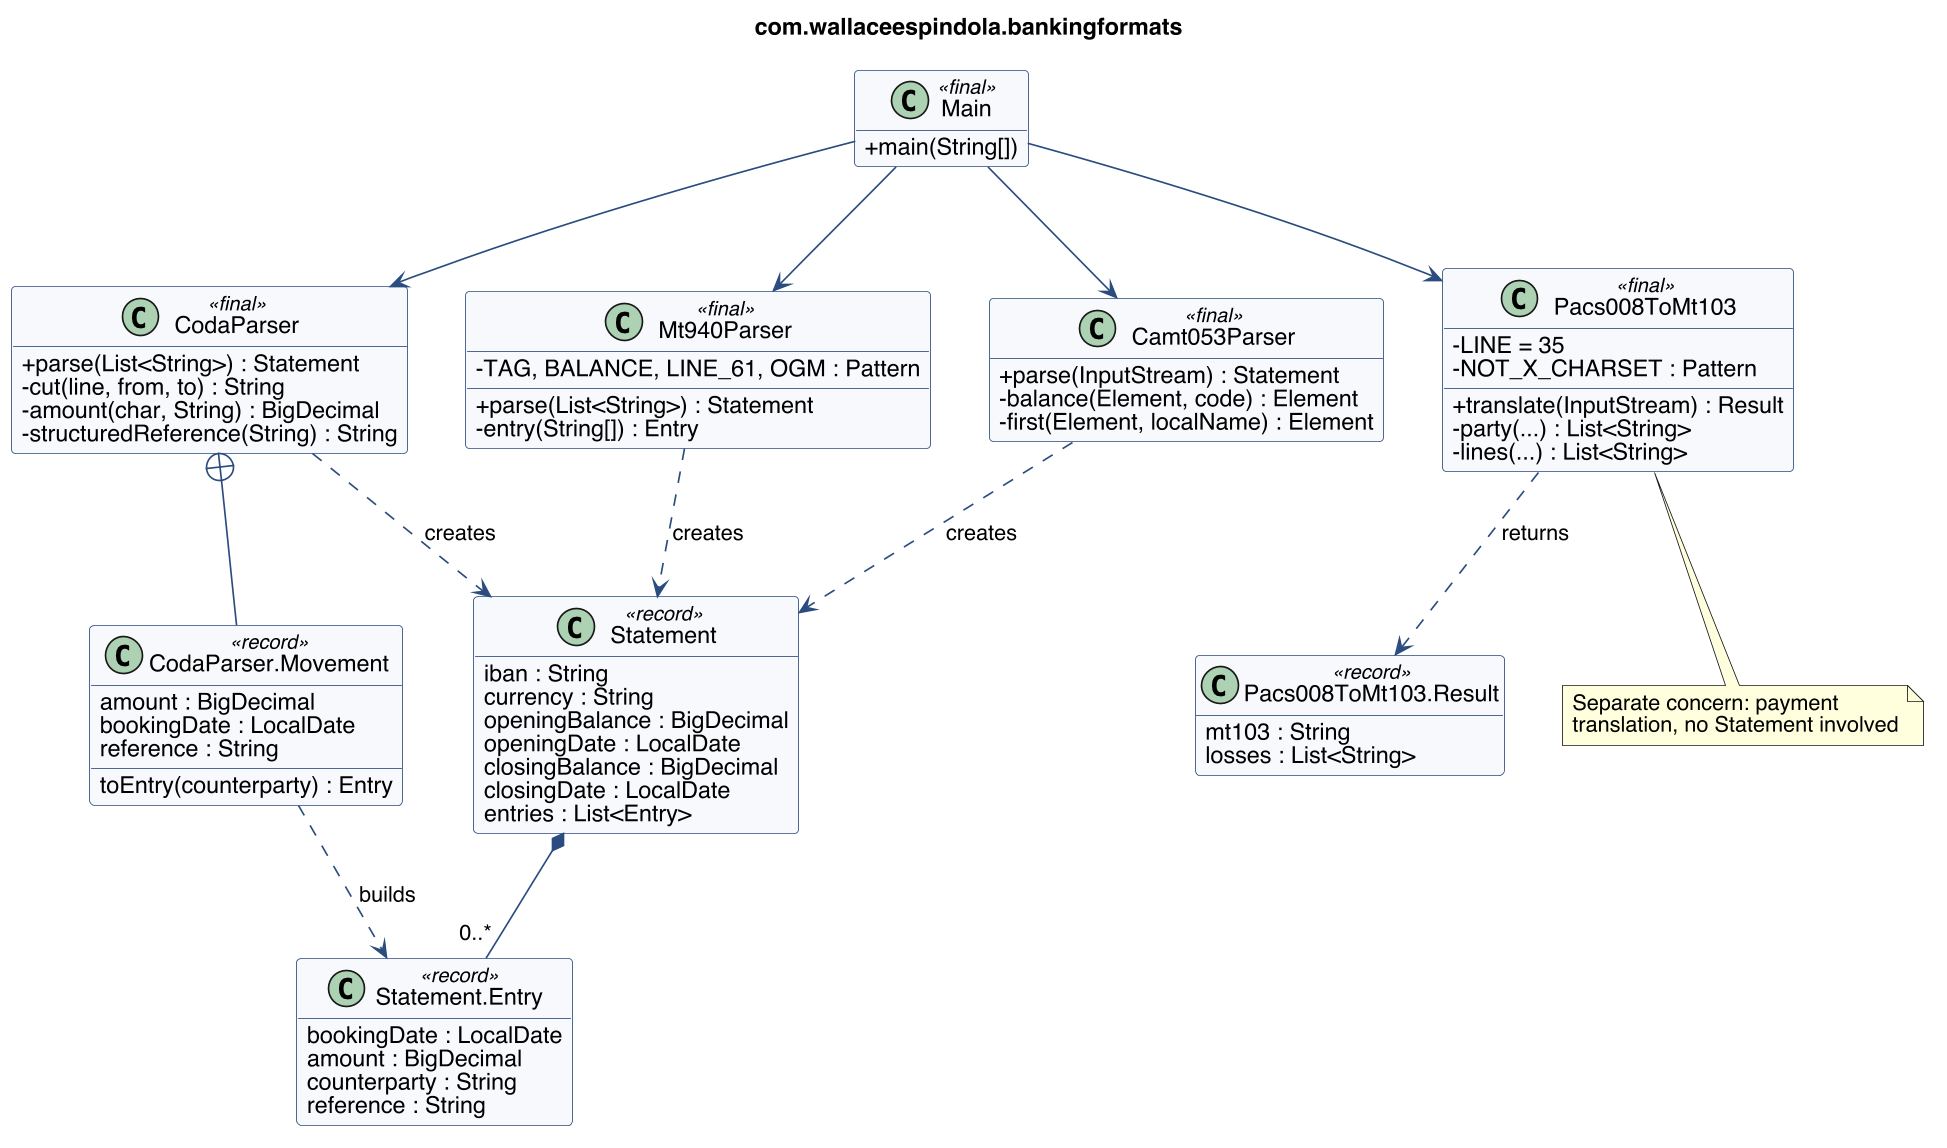 com.wallaceespindola.bankingformats
C
«final»
Main
+main(String[])
C
«final»
CodaParser
+parse(List<String>) : Statement
-cut(line, from, to) : String
-amount(char, String) : BigDecimal
-structuredReference(String) : String
C
«final»
Mt940Parser
-TAG, BALANCE, LINE_61, OGM : Pattern
+parse(List<String>) : Statement
-entry(String[]) : Entry
C
«final»
Camt053Parser
+parse(InputStream) : Statement
-balance(Element, code) : Element
-first(Element, localName) : Element
C
«final»
Pacs008ToMt103
-LINE = 35
-NOT_X_CHARSET : Pattern
+translate(InputStream) : Result
-party(...) : List<String>
-lines(...) : List<String>
creates
creates
creates
returns
C
«record»
CodaParser.Movement
amount : BigDecimal
bookingDate : LocalDate
reference : String
toEntry(counterparty) : Entry
C
«record»
Statement
iban : String
currency : String
openingBalance : BigDecimal
openingDate : LocalDate
closingBalance : BigDecimal
closingDate : LocalDate
entries : List<Entry>
C
«record»
Pacs008ToMt103.Result
mt103 : String
losses : List<String>
Separate concern: payment
translation, no Statement involved
builds
0..*
C
«record»
Statement.Entry
bookingDate : LocalDate
amount : BigDecimal
counterparty : String
reference : String